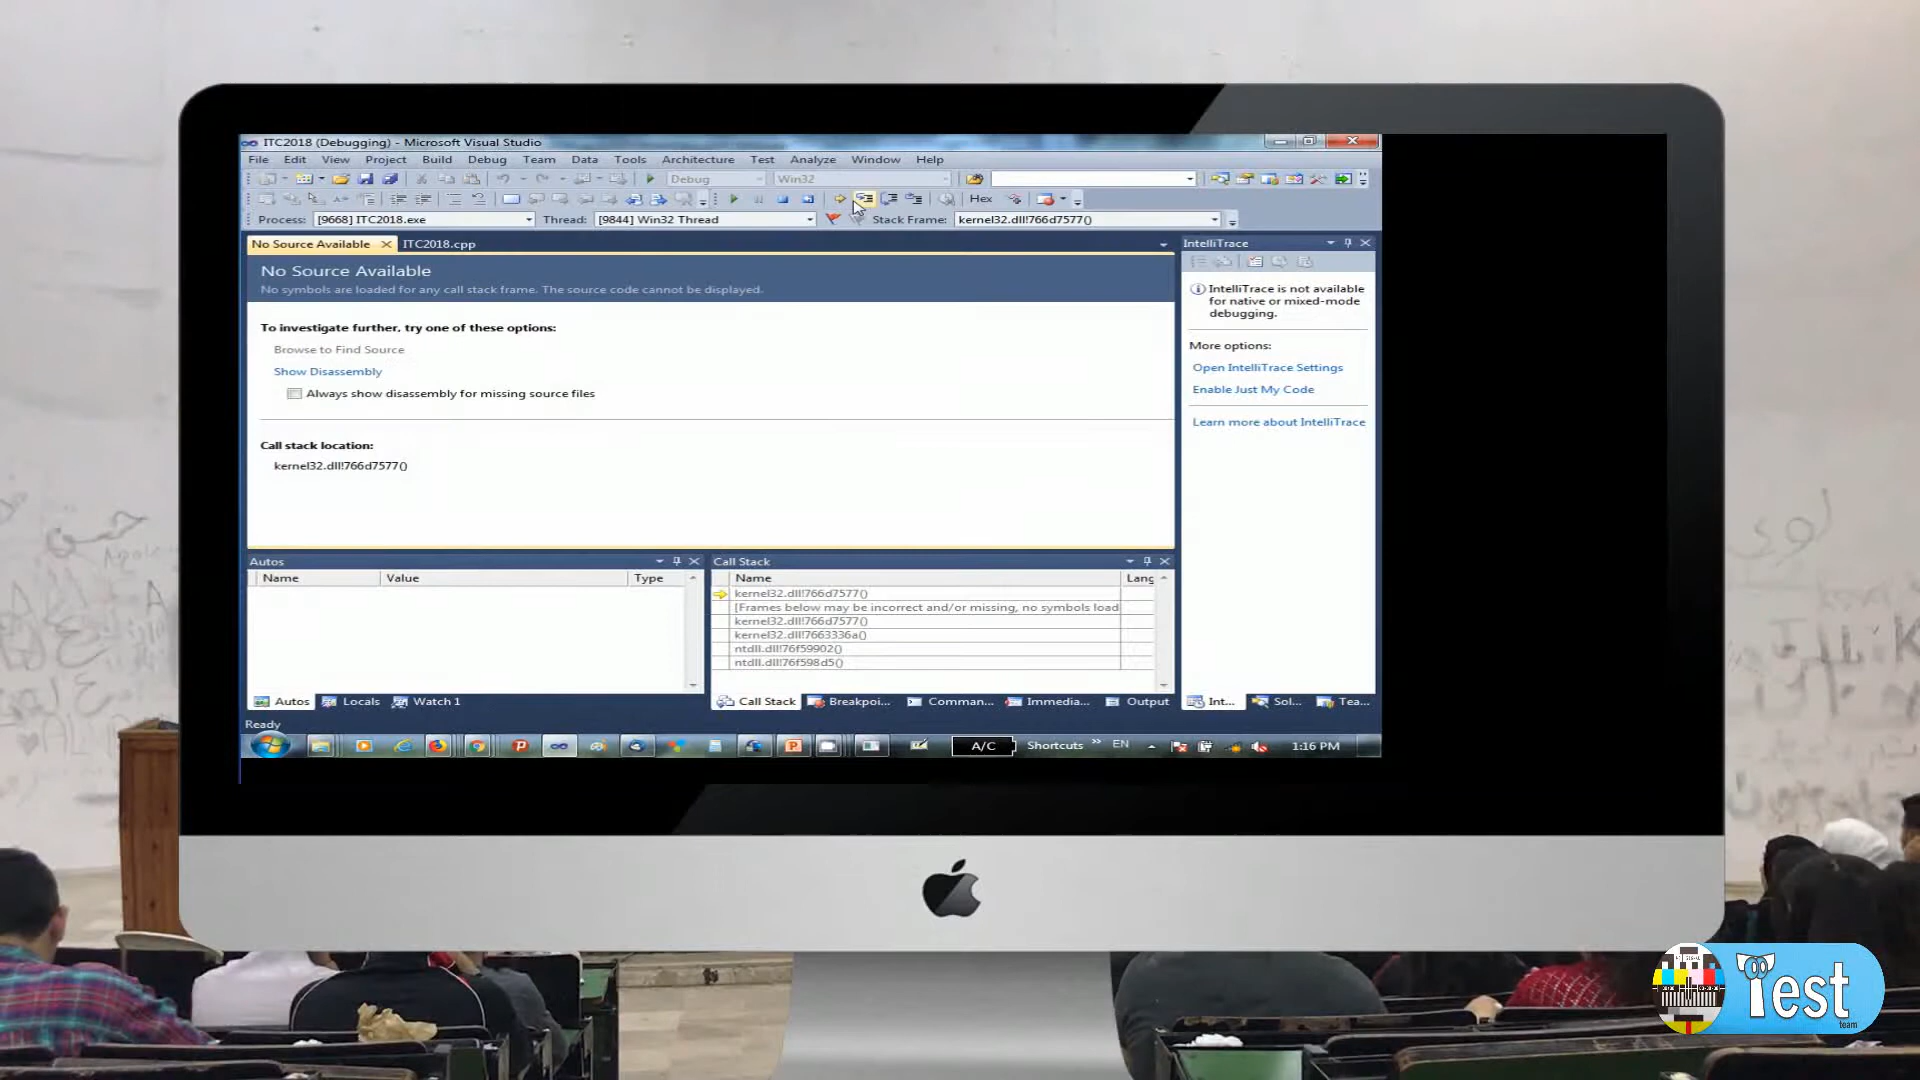 ITC2018 (Debugging) - Microsoft Visual Studio
File Edit View Project Build Debug Team Data Tools Architecture Test Analyze Window Help
Debug Win32
Hex
Process: [9668] ITC2018.exe Thread: [9844] Win32 Thread Stack Frame: kernel32.dll!766d7577()
No Source Available ITC2018.cpp
No Source Available
No symbols are loaded for any call stack frame. The source code cannot be displayed.
To investigate further, try one of these options:
Browse to Find Source
Show Disassembly
Always show disassembly for missing source files
Call stack location:
kernel32.dll!766d7577()
IntelliTrace
IntelliTrace is not available
for native or mixed-mode
debugging.
More options:
Open IntelliTrace Settings
Enable Just My Code
Learn more about IntelliTrace
Autos
Name Value Type
Call Stack
Name Lang
kernel32.dll!766d7577()
[Frames below may be incorrect and/or missing, no symbols load
kernel32.dll!766d7577()
kernel32.dll!7663336a()
ntdll.dll!76f59902()
ntdll.dll!76f598d5()
Autos Locals Watch 1
Call Stack Breakpoi... Comman... Immedia... Output
Int... Sol... Tea...
Ready
A/C Shortcuts EN 1:16 PM
Test
team